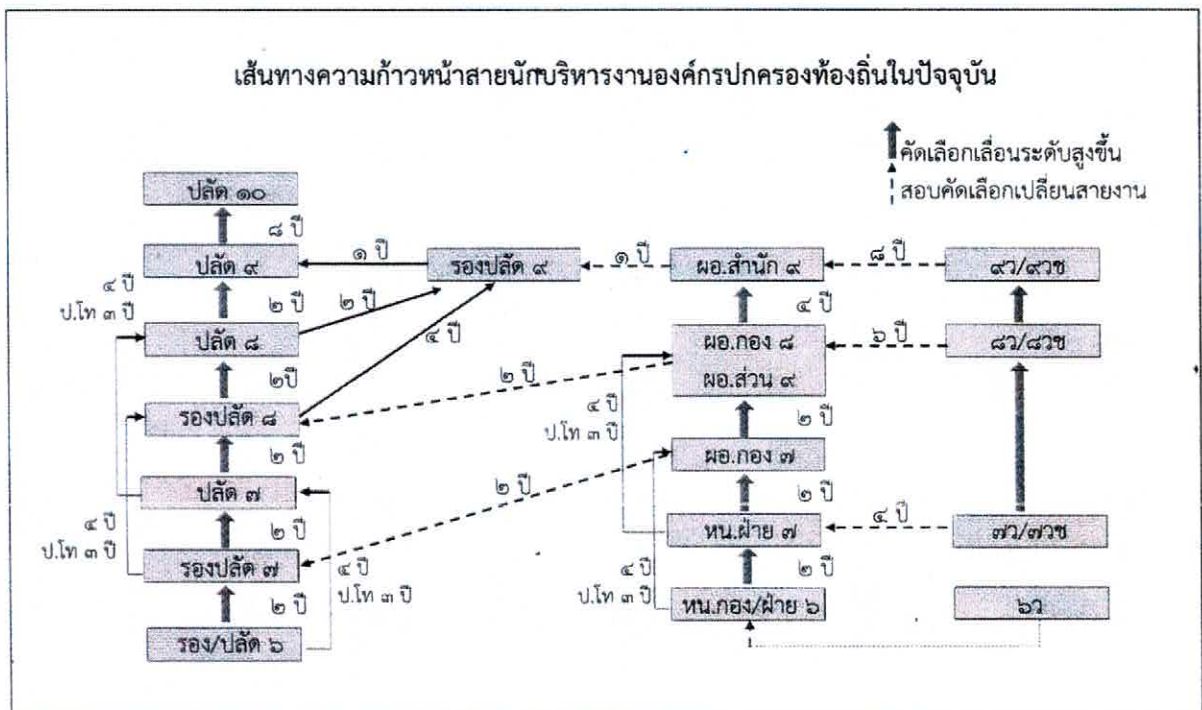 เส้นทางความก้าวหน้าสายนักบริหารงานองค์กรปกครองท้องถิ่นในปัจจุบัน
คัดเลือกเลื่อนระดับสูงขึ้น
สอบคัดเลือกเปลี่ยนสายงาน
ปลัด ๑๐
๘ ปี
ปลัด ๙
๑ ปี
รองปลัด ๙
๑ ปี
ผอ.สำนัก ๙
๘ ปี
๙ว/๙วช
๔ ปี
ป.โท ๓ ปี
๒ ปี
๒ ปี
๔ ปี
ปลัด ๘
๔ ปี
ผอ.กอง ๘
ผอ.ส่วน ๙
๖ ปี
๘ว/๘วช
๒ปี
๒ ปี
รองปลัด ๘
๔ ปี
ป.โท ๓ ปี
๒ ปี
๒ ปี
ผอ.กอง ๗
ปลัด ๗
๒ ปี
๒ ปี
๔ ปี
ป.โท ๓ ปี
๒ ปี
หน.ฝ่าย ๗
๔ ปี
๗ว/๗วช
รองปลัด ๗
๔ ปี
ป.โท ๓ ปี
๔ ปี
ป.โท ๓ ปี
๒ ปี
๒ ปี
รอง/ปลัด ๖
หน.กอง/ฝ่าย ๖
๖ว